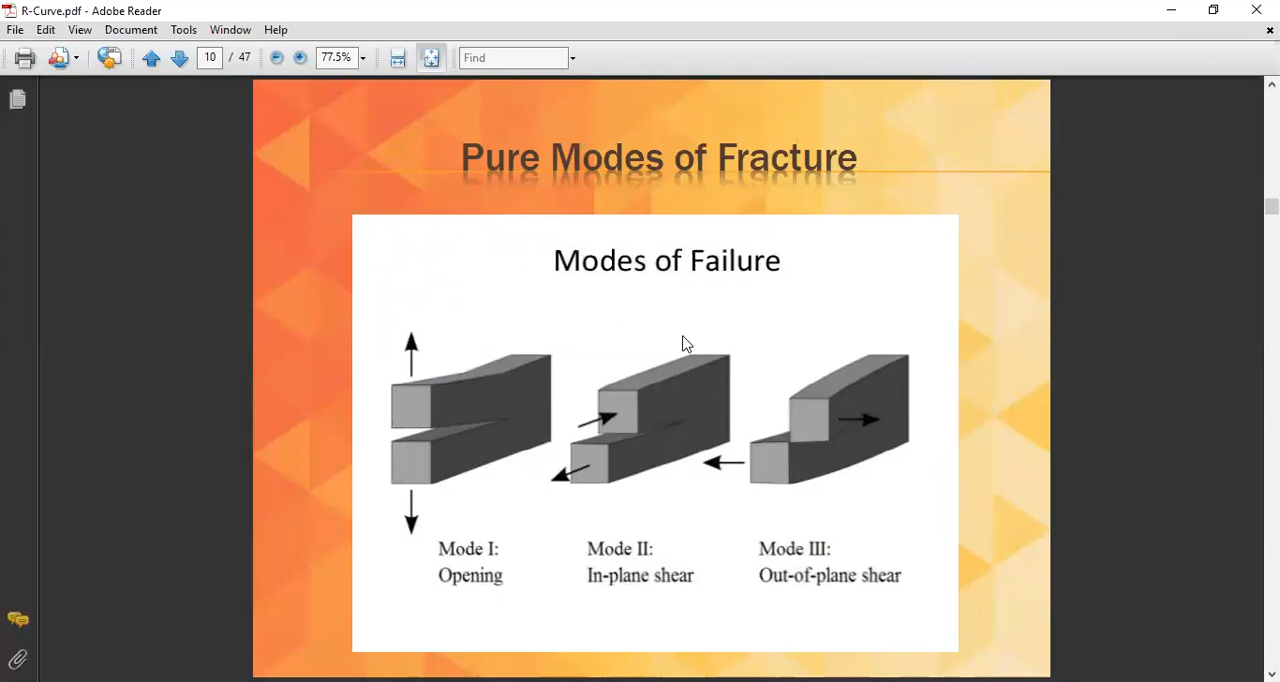 R-Curve.pdf - Adobe Reader
File Edit View Document Tools Window Help
10 / 47 77.5% Find
Pure Modes of Fracture
Modes of Failure
Mode I: Mode II: Mode III:
Opening In-plane shear Out-of-plane shear